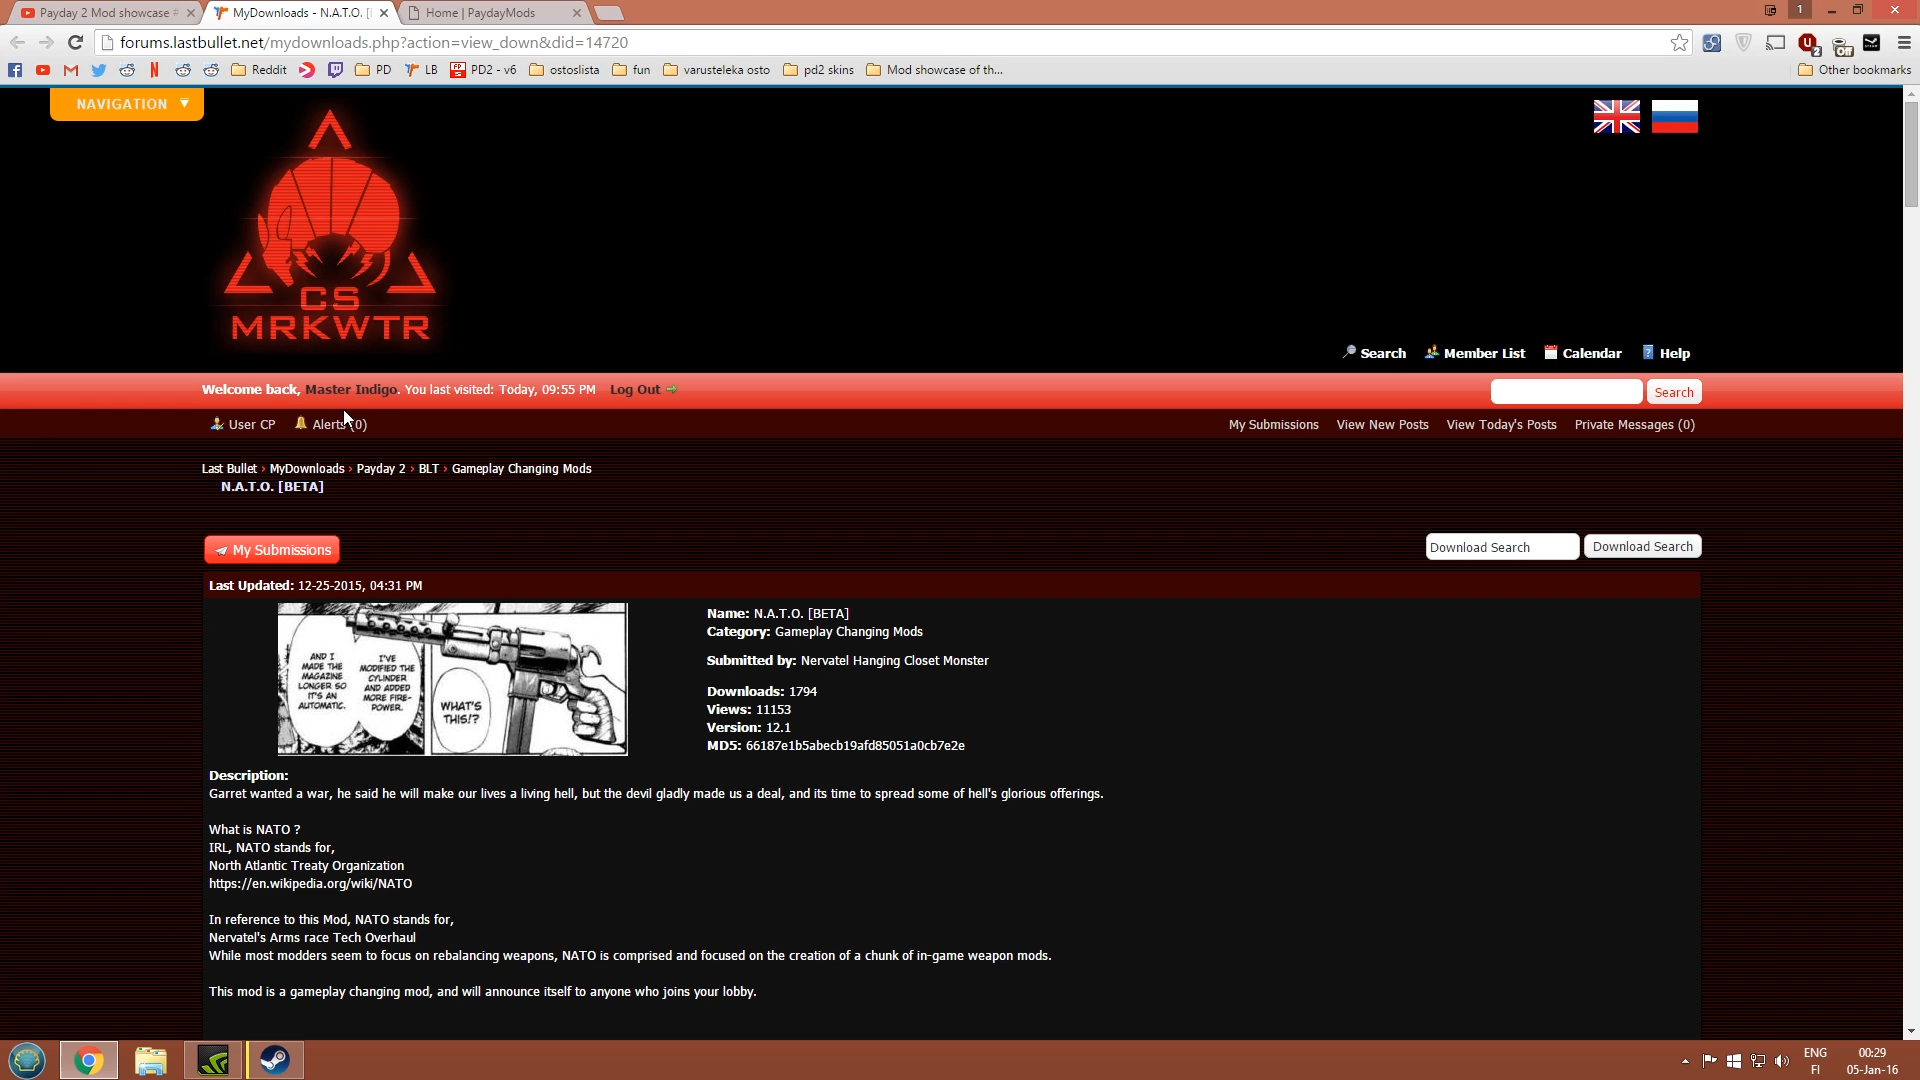 Payday 2 Mod showcase #
MyDownloads - N.A.T.O. [
Home | PaydayMods
1
forums.lastbullet.net/mydownloads.php?action=view_down&did=14720
Reddit
PD
LB
PD2 - v6
ostoslista
fun
varusteleka osto
pd2 skins
Mod showcase of th...
Other bookmarks
NAVIGATION
CS
MRKWTR
Search
Member List
Calendar
Help
Welcome back, Master Indigo. You last visited: Today, 09:55 PM Log Out
Search
User CP
Alerts (0)
My Submissions
View New Posts
View Today's Posts
Private Messages (0)
Last Bullet › MyDownloads › Payday 2 › BLT › Gameplay Changing Mods
N.A.T.O. [BETA]
My Submissions
Download Search
Download Search
Last Updated: 12-25-2015, 04:31 PM
AND I
MADE THE
MAGAZINE
LONGER SO
IT'S AN
AUTOMATIC.
I'VE
MODIFIED THE
CYLINDER
AND ADDED
MORE FIRE-
POWER.
WHAT'S
THIS!?
Name: N.A.T.O. [BETA]
Category: Gameplay Changing Mods
Submitted by: Nervatel Hanging Closet Monster
Downloads: 1794
Views: 11153
Version: 12.1
MD5: 66187e1b5abecb19afd85051a0cb7e2e
Description:
Garret wanted a war, he said he will make our lives a living hell, but the devil gladly made us a deal, and its time to spread some of hell's glorious offerings.
What is NATO ?
IRL, NATO stands for,
North Atlantic Treaty Organization
https://en.wikipedia.org/wiki/NATO
In reference to this Mod, NATO stands for,
Nervatel's Arms race Tech Overhaul
While most modders seem to focus on rebalancing weapons, NATO is comprised and focused on the creation of a chunk of in-game weapon mods.
This mod is a gameplay changing mod, and will announce itself to anyone who joins your lobby.
ENG
FI
00:29
05-Jan-16